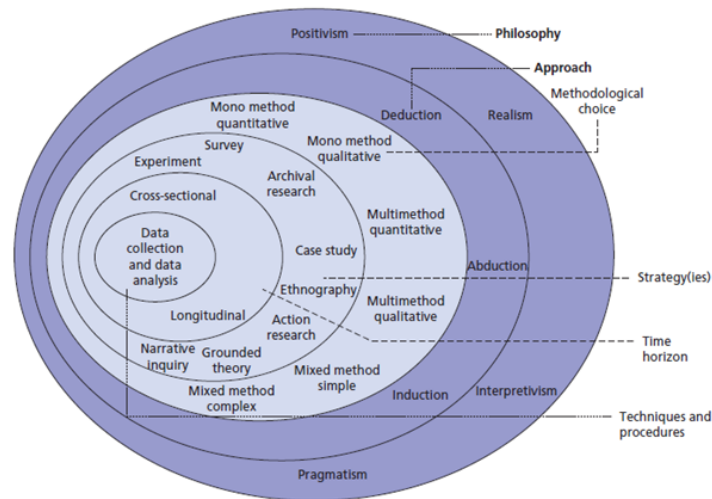 Positivism
Philosophy
Approach
Methodological
choice
Mono method
quantitative
Deduction
Realism
Survey
Mono method
qualitative
Experiment
Archival
research
Cross-sectional
Multimethod
quantitative
Data
collection
and data
analysis
Case study
Abduction
Strategy(ies)
Ethnography
Multimethod
qualitative
Longitudinal
Action
research
Time
horizon
Narrative
inquiry
Grounded
theory
Mixed method
simple
Mixed method
complex
Induction
Interpretivism
Techniques and
procedures
Pragmatism